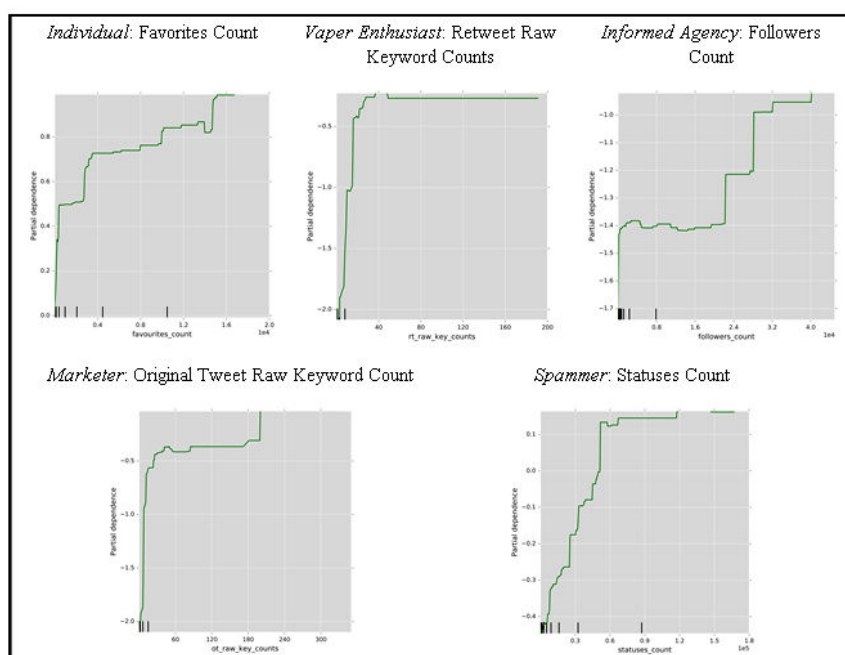 Individual: Favorites Count
Vaper Enthusiast: Retweet Raw
Keyword Counts
Informed Agency: Followers
Count
Partial dependence
0.8
0.6
0.4
0.2
0.0
0.4
0.8
1.2
1.6
2.0
1e4
favourites_count
Partial dependence
−0.5
−1.0
−1.5
−2.0
40
80
120
160
200
rt_raw_key_counts
Partial dependence
−1.0
−1.1
−1.2
−1.3
−1.4
−1.5
−1.6
−1.7
0.8
1.6
2.4
3.2
4.0
1e4
followers_count
Marketer: Original Tweet Raw Keyword Count
Spammer: Statuses Count
Partial dependence
−0.5
−1.0
−1.5
−2.0
60
120
180
240
300
ot_raw_key_counts
Partial dependence
0.1
0.0
−0.1
−0.2
−0.3
−0.4
0.3
0.6
0.9
1.2
1.5
1.8
1e5
statuses_count